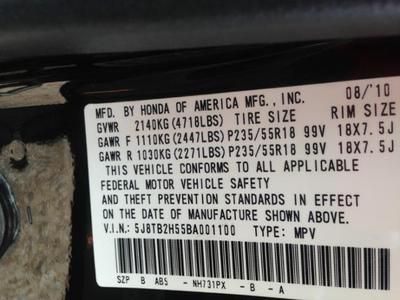 MFD. BY HONDA OF AMERICA MFG., INC. 08/'10
GVWR 2140KG(4718LBS) TIRE SIZE RIM SIZE
GAWR F 1110KG(2447LBS)P235/55R18 99V 18X7.5J
GAWR R 1030KG(2271LBS)P235/55R18 99V 18X7.5J
THIS VEHICLE CONFORMS TO ALL APPLICABLE
FEDERAL MOTOR VEHICLE SAFETY
AND THEFT PREVENTION STANDARDS IN EFFECT
ON THE DATE OF MANUFACTURE SHOWN ABOVE.
V.I.N.: 5J8TB2H55BA001100 TYPE: MPV
SZP B AB5 - NH731PX - B - A